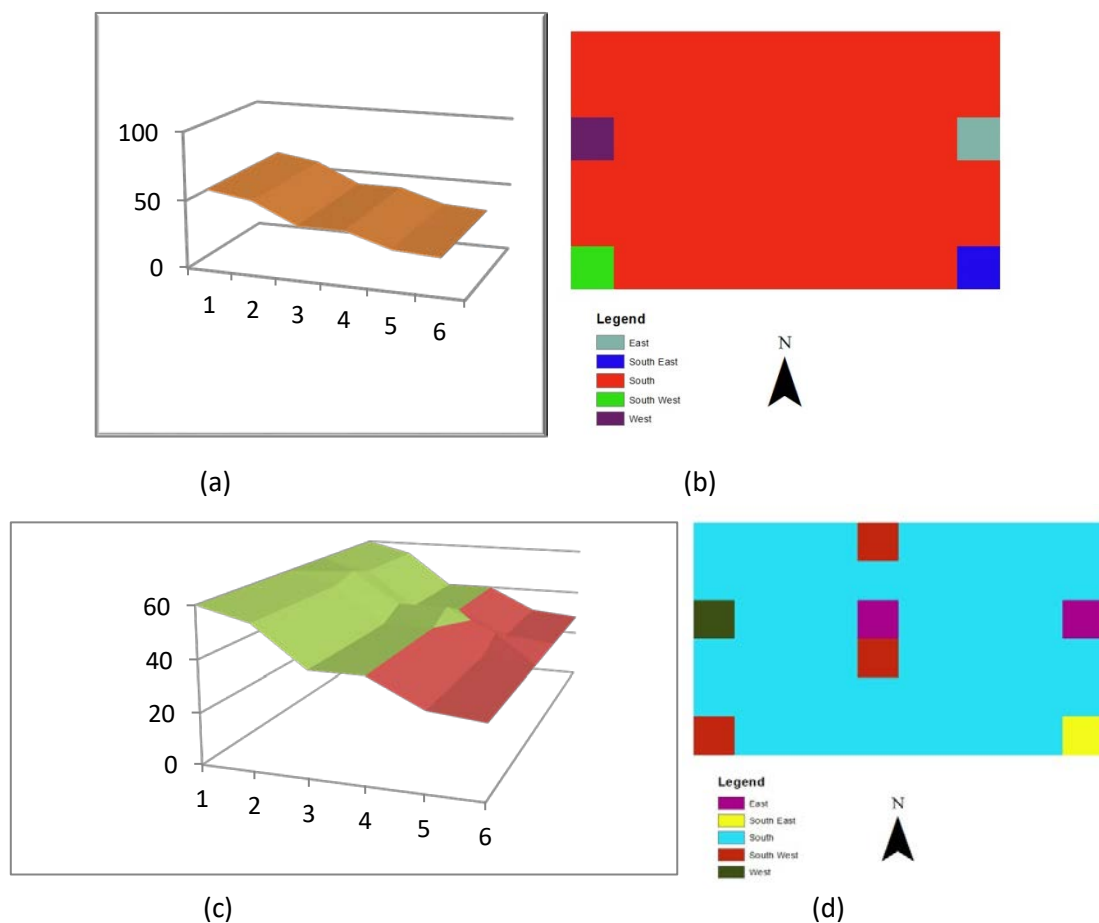 100
50
0
1 2 3 4 5 6
Legend
East
South East
South
South West
West
N
(a)
(b)
60
40
20
0
1 2 3 4 5 6
Legend
East
South East
South
South West
West
N
(c)
(d)